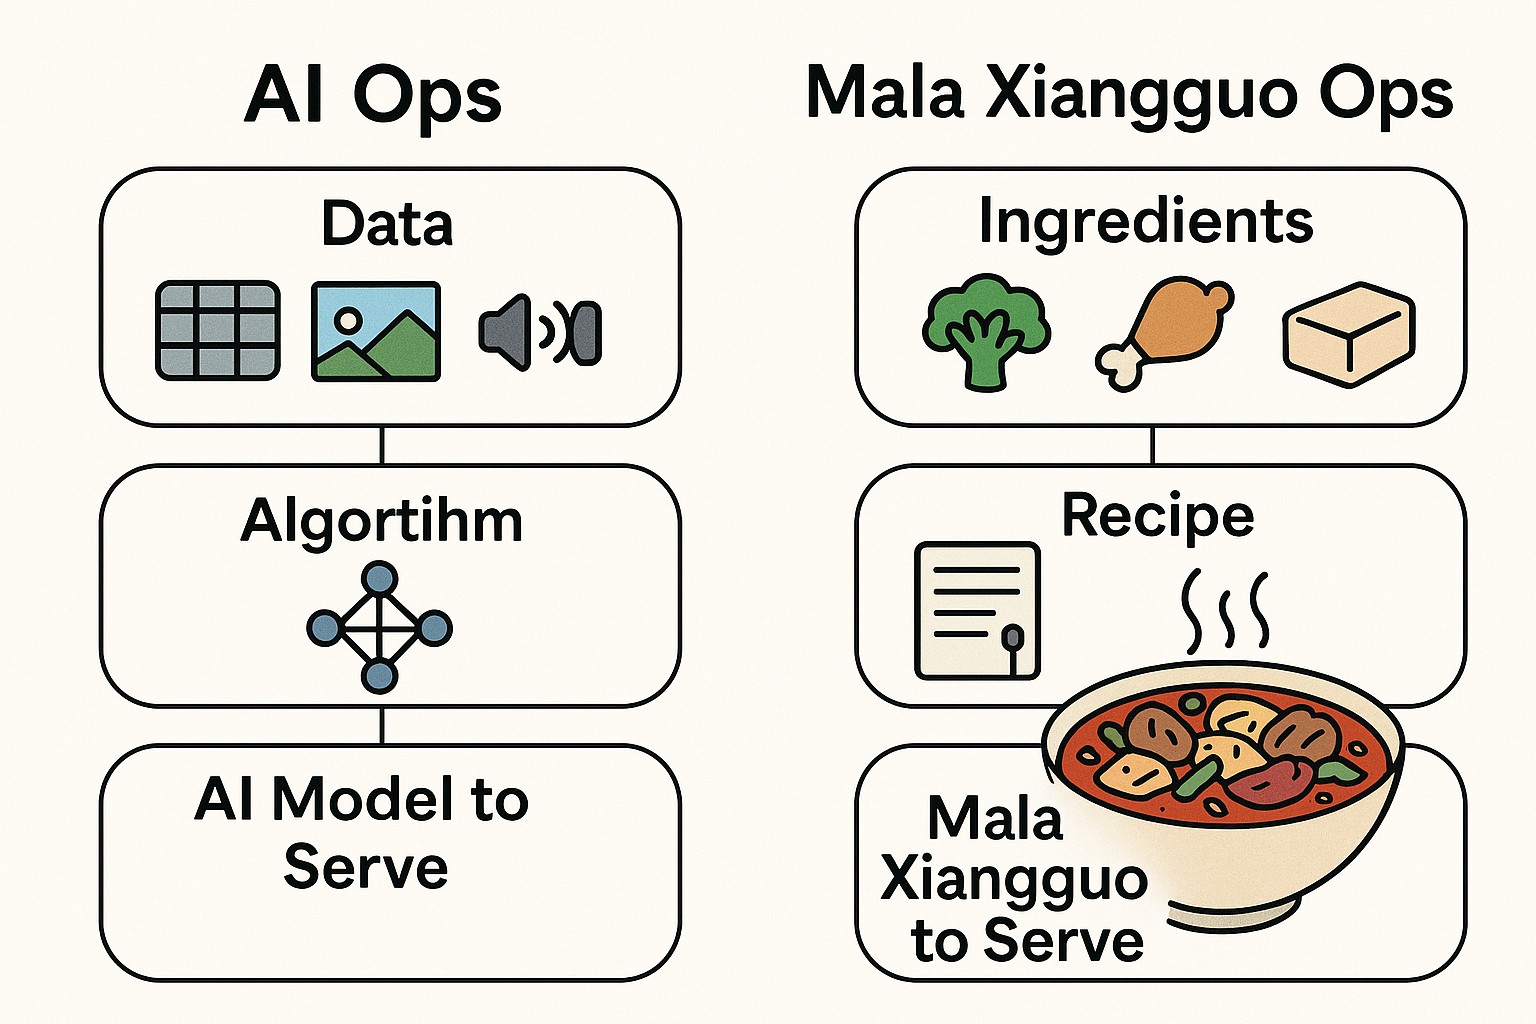 AI Ops
Data
Algortihm
AI Model to
Serve
Mala Xiangguo Ops
Ingredients
Recipe
Mala
Xiangguo
to Serve